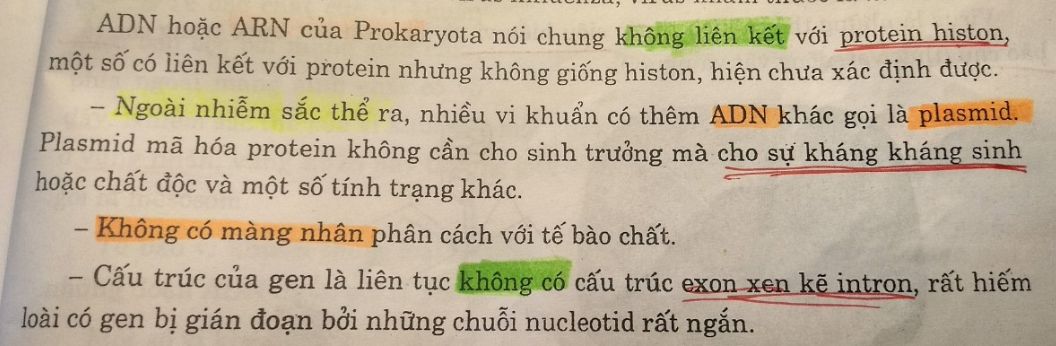 ADN hoặc ARN của Prokaryota nói chung không liên kết với protein histon,
một số có liên kết với protein nhưng không giống histon, hiện chưa xác định được.
– Ngoài nhiễm sắc thể ra, nhiều vi khuẩn có thêm ADN khác gọi là plasmid.
Plasmid mã hóa protein không cần cho sinh trưởng mà cho sự kháng kháng sinh
hoặc chất độc và một số tính trạng khác.
– Không có màng nhân phân cách với tế bào chất.
– Cấu trúc của gen là liên tục không có cấu trúc exon xen kẽ intron, rất hiếm
loài có gen bị gián đoạn bởi những chuỗi nucleotid rất ngắn.